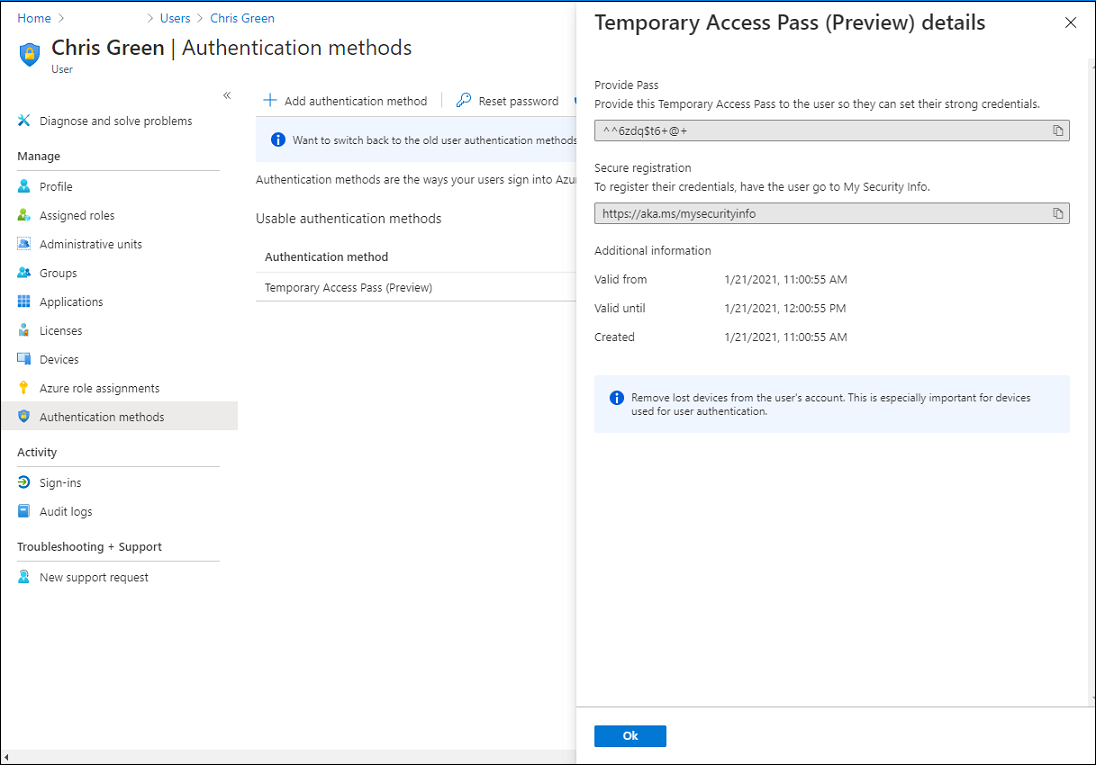 Home > > Users > Chris Green
Chris Green | Authentication methods
User
«
Diagnose and solve problems
Manage
Profile
Assigned roles
Administrative units
Groups
Applications
Licenses
Devices
Azure role assignments
Authentication methods
Activity
Sign-ins
Audit logs
Troubleshooting + Support
New support request
+ Add authentication method | Reset password
Want to switch back to the old user authentication methods
Authentication methods are the ways your users sign into Azu
Usable authentication methods
Authentication method
Temporary Access Pass (Preview)
Temporary Access Pass (Preview) details
Provide Pass
Provide this Temporary Access Pass to the user so they can set their strong credentials.
^^6zdq$t6+@+
Secure registration
To register their credentials, have the user go to My Security Info.
https://aka.ms/mysecurityinfo
Additional information
Valid from 1/21/2021, 11:00:55 AM
Valid until 1/21/2021, 12:00:55 PM
Created 1/21/2021, 11:00:55 AM
Remove lost devices from the user's account. This is especially important for devices
used for user authentication.
Ok